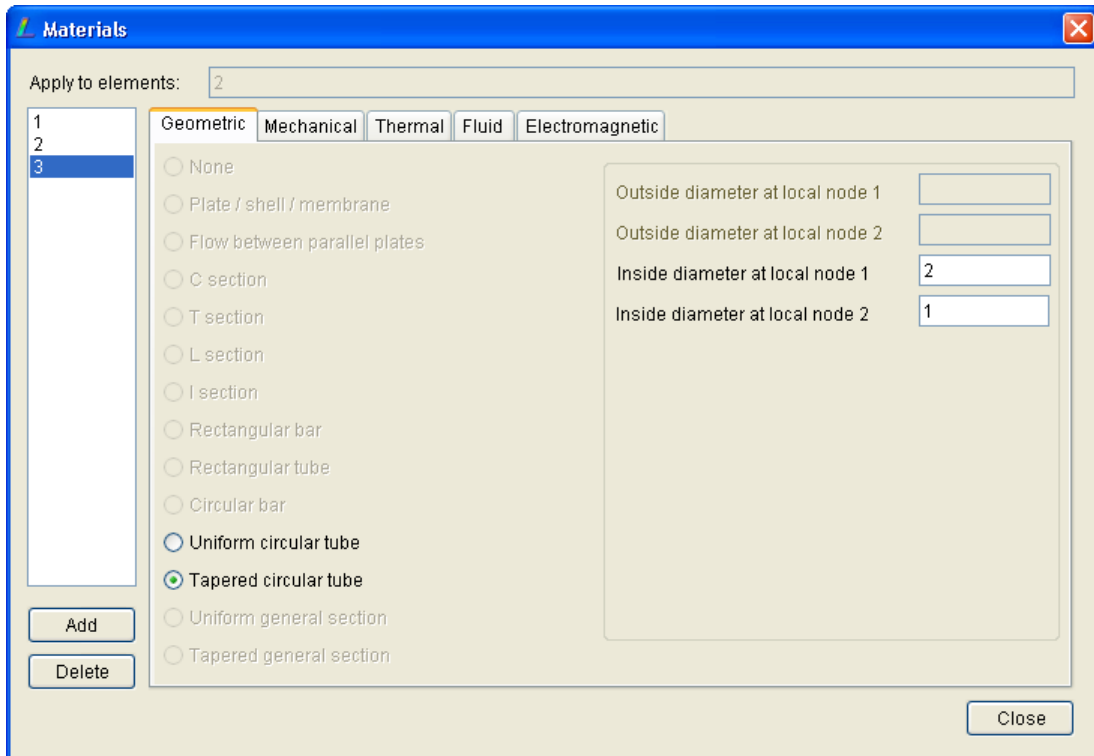 Materials
Apply to elements: 2
1
2
3
Geometric Mechanical Thermal Fluid Electromagnetic
None
Plate / shell / membrane
Flow between parallel plates
C section
T section
L section
I section
Rectangular bar
Rectangular tube
Circular bar
Uniform circular tube
Tapered circular tube
Uniform general section
Tapered general section
Outside diameter at local node 1
Outside diameter at local node 2
Inside diameter at local node 1 2
Inside diameter at local node 2 1
Add
Delete
Close